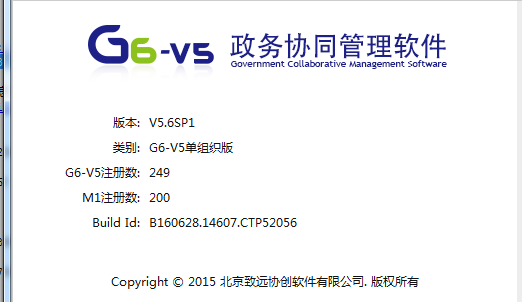 G6-V5 政务协同管理软件
Government Collaborative Management Software
版本: V5.6SP1
类别: G6-V5单组织版
G6-V5注册数: 249
M1注册数: 200
Build Id: B160628.14607.CTP52056
Copyright © 2015 北京致远协创软件有限公司. 版权所有